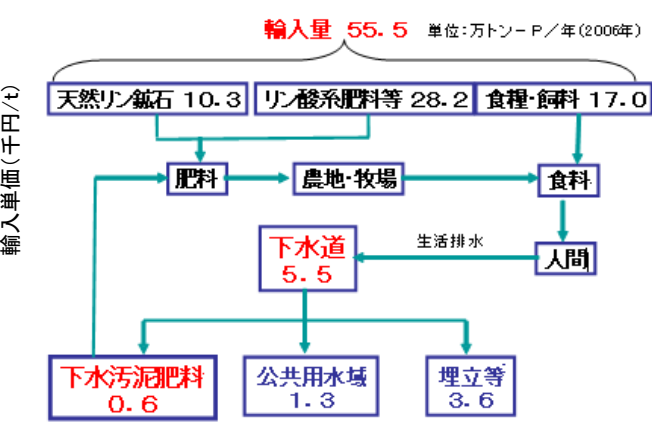 輸入量 55.5 単位:万トンーP/年(2006年)
天然リン鉱石 10.3
リン酸系肥料等 28.2
食糧・飼料 17.0
輸入単価(千円/t)
肥料
農地・牧場
食料
下水道
5.5
生活排水
人間
下水汚泥肥料
0.6
公共用水域
1.3
埋立等
3.6